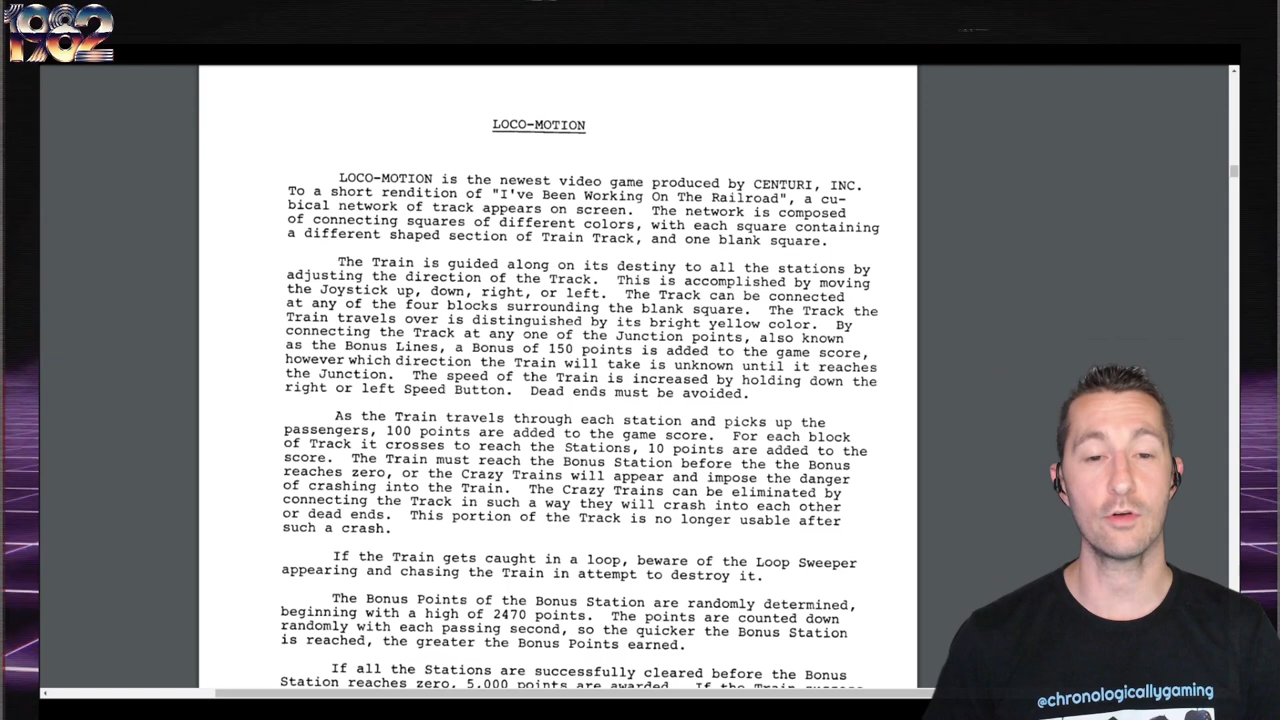 1982
LOCO-MOTION
LOCO-MOTION is the newest video game produced by CENTURI, INC.
To a short rendition of "I've Been Working On The Railroad", a cu-
bical network of track appears on screen. The network is composed
of connecting squares of different colors, with each square containing
a different shaped section of Train Track, and one blank square.
The Train is guided along on its destiny to all the stations by
adjusting the direction of the Track. This is accomplished by moving
the Joystick up, down, right, or left. The Track can be connected
at any of the four blocks surrounding the blank square. The Track the
Train travels over is distinguished by its bright yellow color. By
connecting the Track at any one of the Junction points, also known
as the Bonus Lines, a Bonus of 150 points is added to the game score,
however which direction the Train will take is unknown until it reaches
the Junction. The speed of the Train is increased by holding down the
right or left Speed Button. Dead ends must be avoided.
As the Train travels through each station and picks up the
passengers, 100 points are added to the game score. For each block
of Track it crosses to reach the Stations, 10 points are added to the
score. The Train must reach the Bonus Station before the the Bonus
reaches zero, or the Crazy Trains will appear and impose the danger
of crashing into the Train. The Crazy Trains can be eliminated by
connecting the Track in such a way they will crash into each other
or dead ends. This portion of the Track is no longer usable after
such a crash.
If the Train gets caught in a loop, beware of the Loop Sweeper
appearing and chasing the Train in attempt to destroy it.
The Bonus Points of the Bonus Station are randomly determined,
beginning with a high of 2470 points. The points are counted down
randomly with each passing second, so the quicker the Bonus Station
is reached, the greater the Bonus Points earned.
If all the Stations are successfully cleared before the Bonus
Station reaches zero, 5,000 points are awarded. If the Train
@chronologicallygaming